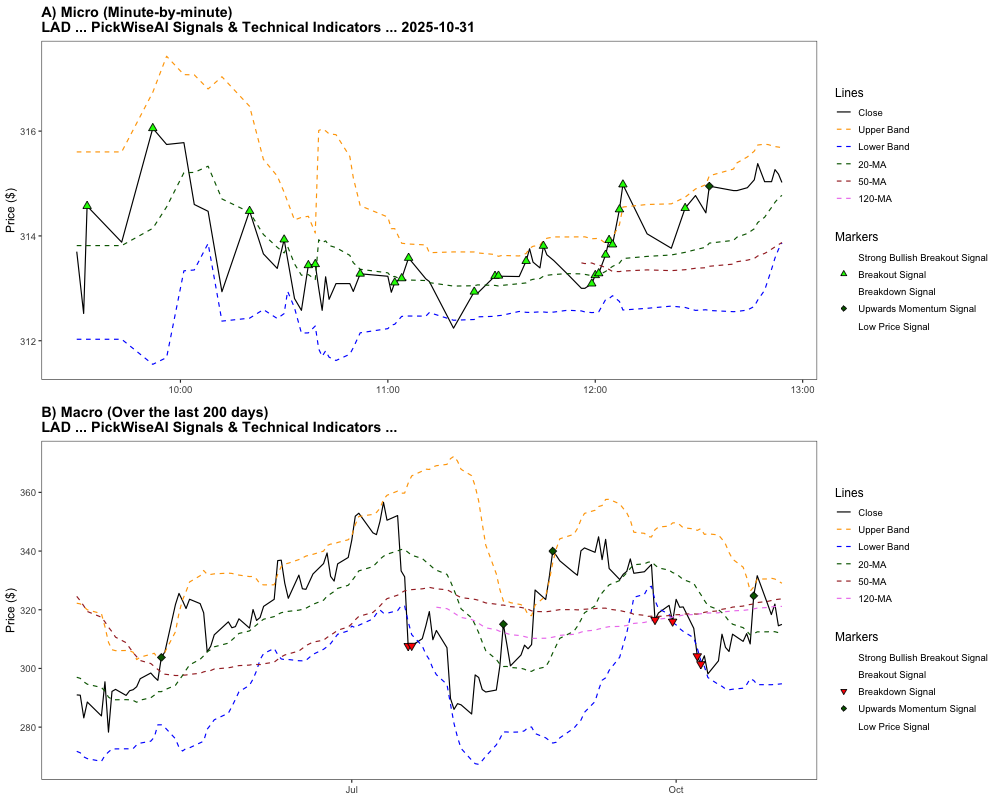 A) Micro (Minute-by-minute)
LAD ... PickWiseAI Signals & Technical Indicators ... 2025-10-31
Price ($)
316
314
312
10:00
11:00
12:00
13:00
Lines
Close
Upper Band
Lower Band
20-MA
50-MA
120-MA
Markers
Strong Bullish Breakout Signal
Breakout Signal
Breakdown Signal
Upwards Momentum Signal
Low Price Signal
B) Macro (Over the last 200 days)
LAD ... PickWiseAI Signals & Technical Indicators ...
Price ($)
360
340
320
300
280
Jul
Oct
Lines
Close
Upper Band
Lower Band
20-MA
50-MA
120-MA
Markers
Strong Bullish Breakout Signal
Breakout Signal
Breakdown Signal
Upwards Momentum Signal
Low Price Signal